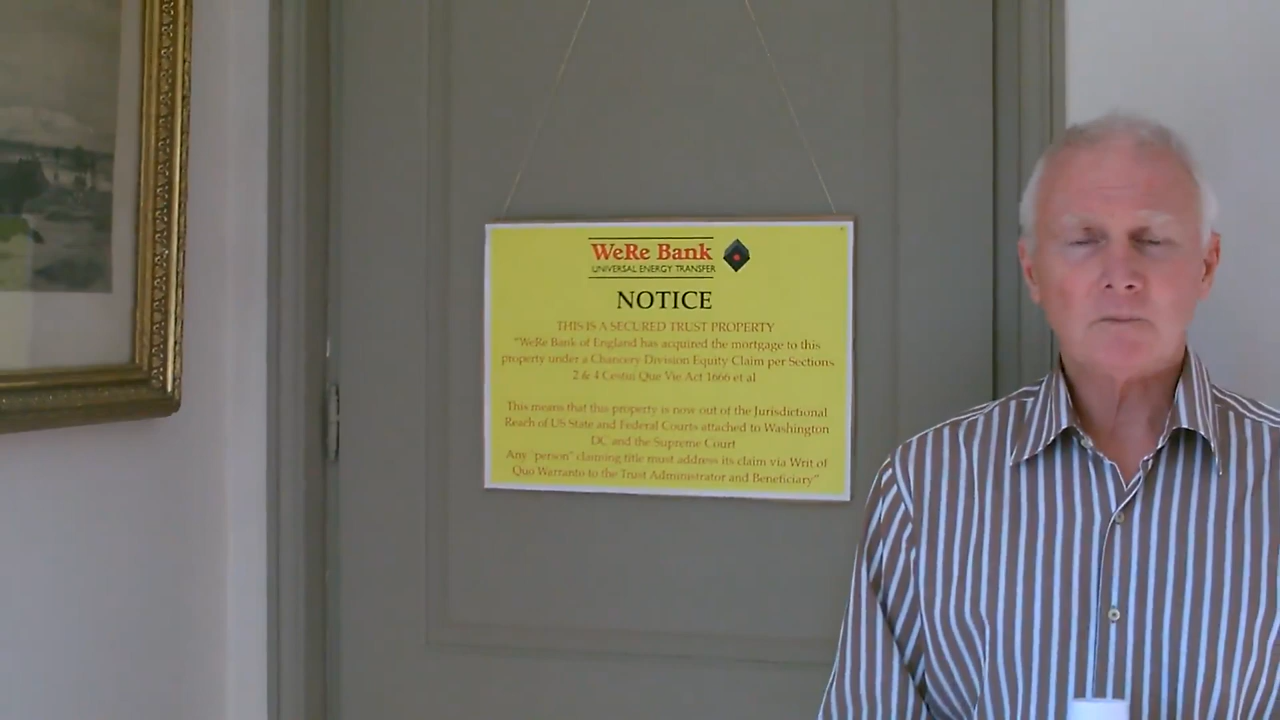 WeRe Bank
UNIVERSAL ENERGY TRANSFER
NOTICE
THIS IS A SECURED TRUST PROPERTY
"WeRe Bank of England has acquired the mortgage to this
property under a Chancery Division Equity Claim per Sections
2 & 4 Cestui Que Vie Act 1666 et al
This means that this property is now out of the Jurisdictional
Reach of US State and Federal Courts attached to Washington
DC and the Supreme Court
Any "person" claiming title must address its claim via Writ of
Quo Warranto to the Trust Administrator and Beneficiary"